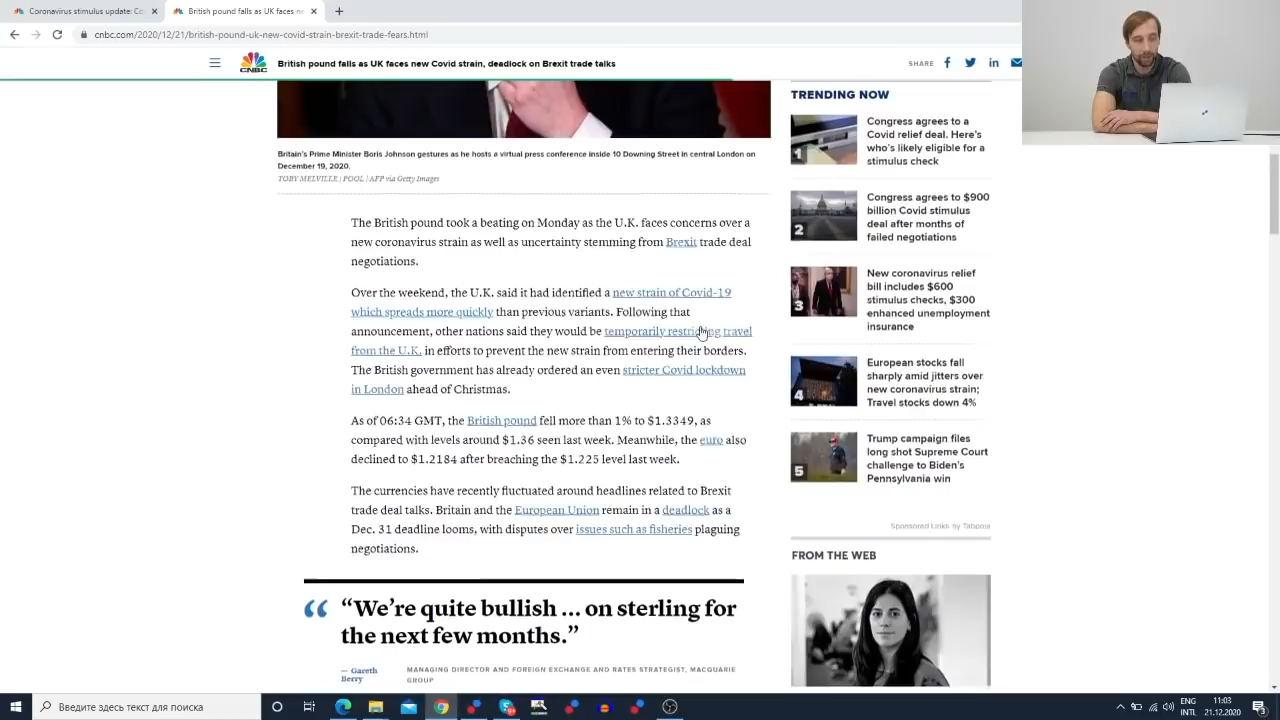 Coronavirus stimulus update: Co
British pound falls as UK faces n
cnbc.com/2020/12/21/british-pound-uk-new-covid-strain-brexit-trade-fears.html
CNBC
British pound falls as UK faces new Covid strain, deadlock on Brexit trade talks
SHARE
Britain's Prime Minister Boris Johnson gestures as he hosts a virtual press conference inside 10 Downing Street in central London on
December 19, 2020.
TOBY MELVILLE | POOL | AFP via Getty Images
The British pound took a beating on Monday as the U.K. faces concerns over a
new coronavirus strain as well as uncertainty stemming from Brexit trade deal
negotiations.
Over the weekend, the U.K. said it had identified a new strain of Covid-19
which spreads more quickly than previous variants. Following that
announcement, other nations said they would be temporarily restricting travel
from the U.K. in efforts to prevent the new strain from entering their borders.
The British government has already ordered an even stricter Covid lockdown
in London ahead of Christmas.
As of 06:34 GMT, the British pound fell more than 1% to $1.3349, as
compared with levels around $1.36 seen last week. Meanwhile, the euro also
declined to $1.2184 after breaching the $1.225 level last week.
The currencies have recently fluctuated around headlines related to Brexit
trade deal talks. Britain and the European Union remain in a deadlock as a
Dec. 31 deadline looms, with disputes over issues such as fisheries plaguing
negotiations.
“We're quite bullish ... on sterling for
the next few months.”
— Gareth
Berry
MANAGING DIRECTOR AND FOREIGN EXCHANGE AND RATES STRATEGIST, MACQUARIE
GROUP
TRENDING NOW
1
Congress agrees to a
Covid relief deal. Here's
who's likely eligible for a
stimulus check
2
Congress agrees to $900
billion Covid stimulus
deal after months of
failed negotiations
3
New coronavirus relief
bill includes $600
stimulus checks, $300
enhanced unemployment
insurance
4
European stocks fall
sharply amid jitters over
new coronavirus strain;
Travel stocks down 4%
5
Trump campaign files
long shot Supreme Court
challenge to Biden's
Pennsylvania win
Sponsored Links by Taboola
FROM THE WEB
Введите здесь текст для поиска
ENG
INTL
11:03
21.12.2020